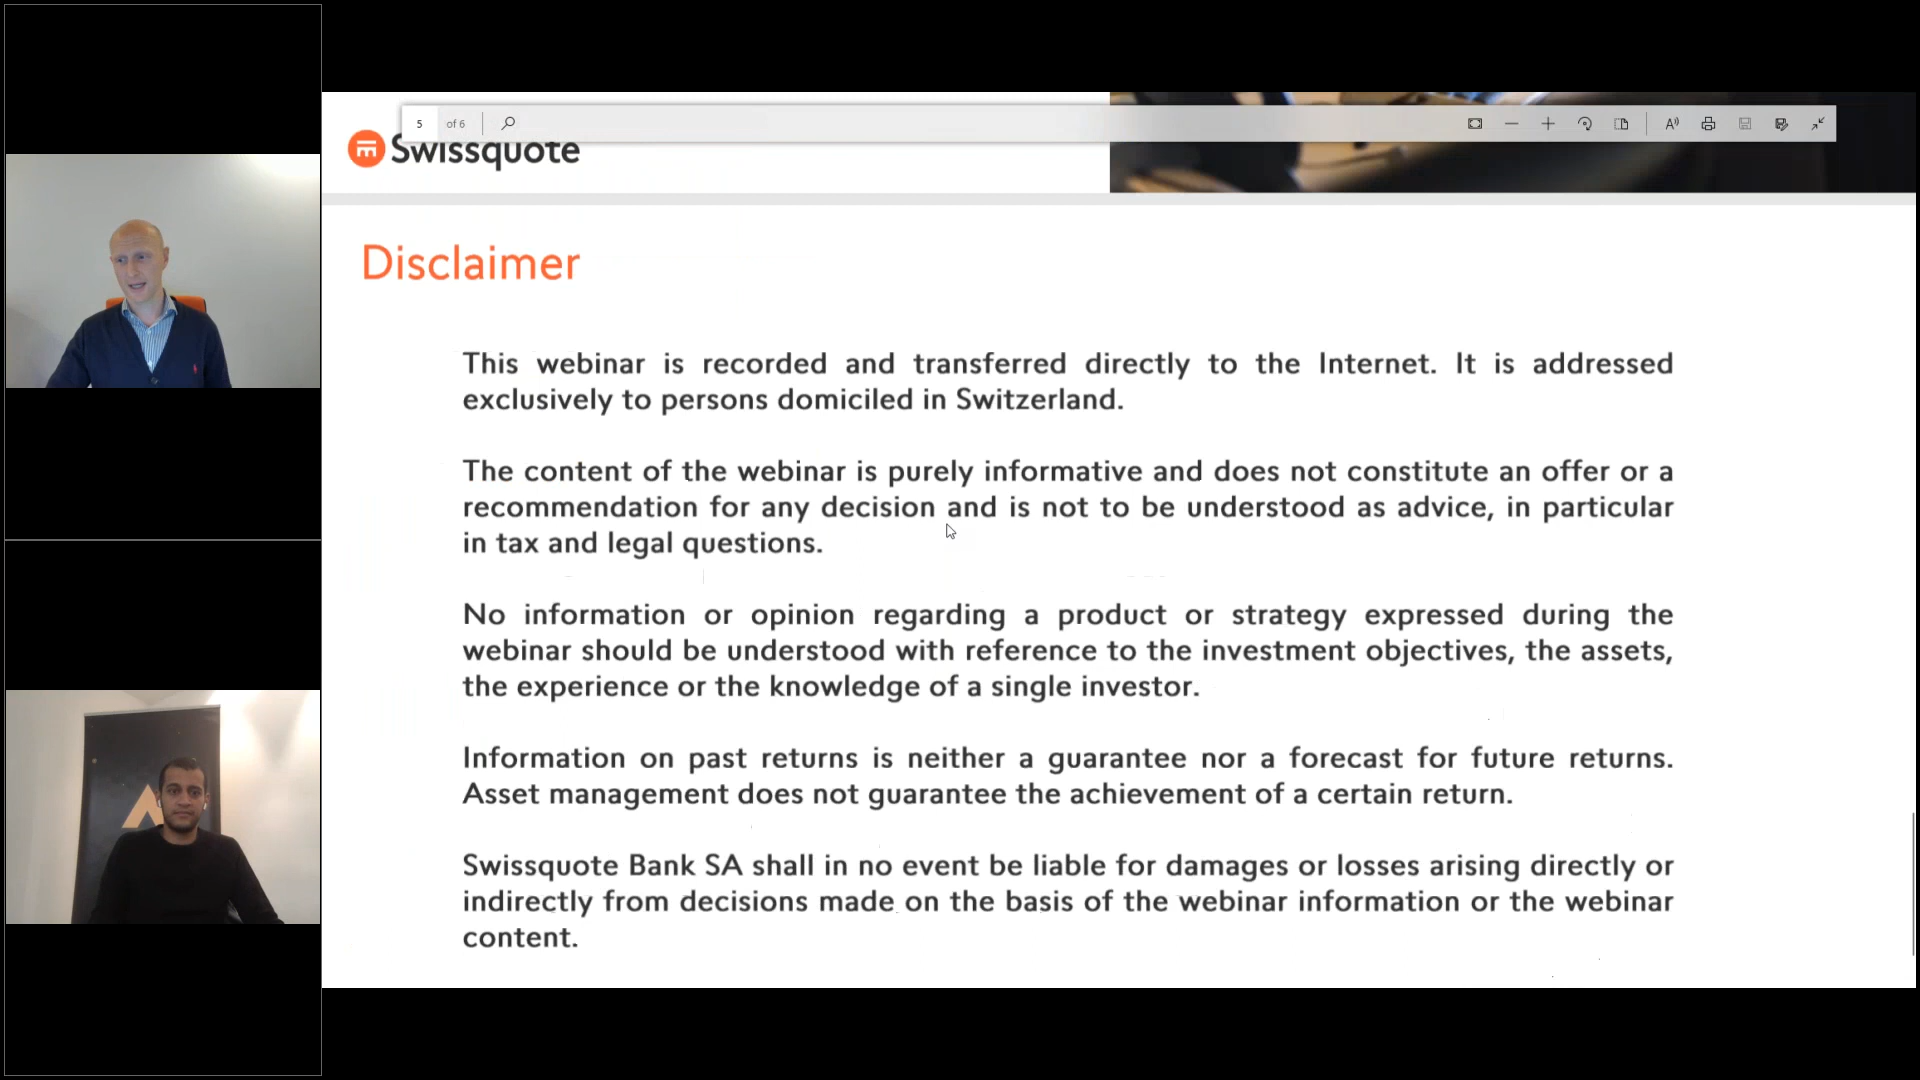 5 of 6
Swissquote
Disclaimer
This webinar is recorded and transferred directly to the Internet. It is addressed
exclusively to persons domiciled in Switzerland.
The content of the webinar is purely informative and does not constitute an offer or a
recommendation for any decision and is not to be understood as advice, in particular
in tax and legal questions.
No information or opinion regarding a product or strategy expressed during the
webinar should be understood with reference to the investment objectives, the assets,
the experience or the knowledge of a single investor.
Information on past returns is neither a guarantee nor a forecast for future returns.
Asset management does not guarantee the achievement of a certain return.
Swissquote Bank SA shall in no event be liable for damages or losses arising directly or
indirectly from decisions made on the basis of the webinar information or the webinar
content.